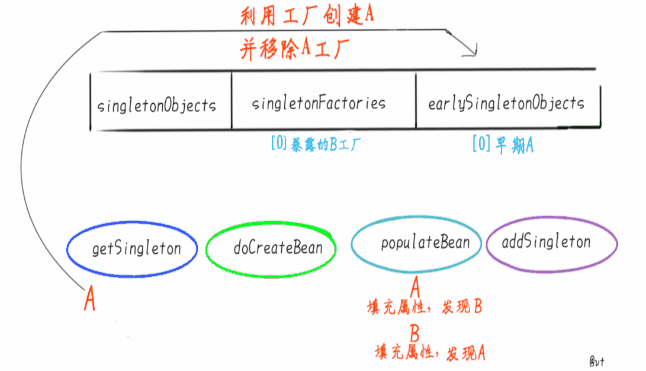 利用工厂创建A
并移除A工厂
singletonObjects
singletonFactories
earlySingletonObjects
[0]暴露的B工厂
[0]早期A
getSingleton
doCreateBean
populateBean
addSingleton
A
A
填充属性，发现B
B
填充属性，发现A
@vt